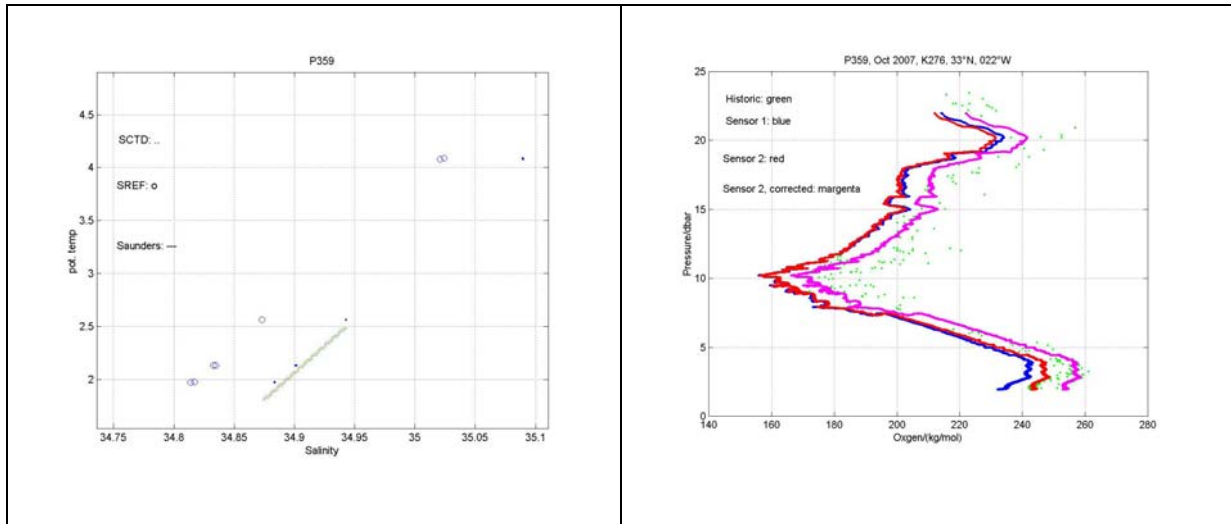 P359
4.5
4
3.5
3
2.5
2
pot. temp
SCTD: ..
SREF: o
Saunders: ---
34.75 34.8 34.85 34.9 34.95 35 35.05 35.1
Salinity
P359, Oct 2007, K276, 33°N, 022°W
25
20
15
10
5
0
Pressure/dbar
Historic: green
Sensor 1: blue
Sensor 2: red
Sensor 2, corrected: margenta
140 160 180 200 220 240 260 280
Oxgen/(kg/mol)